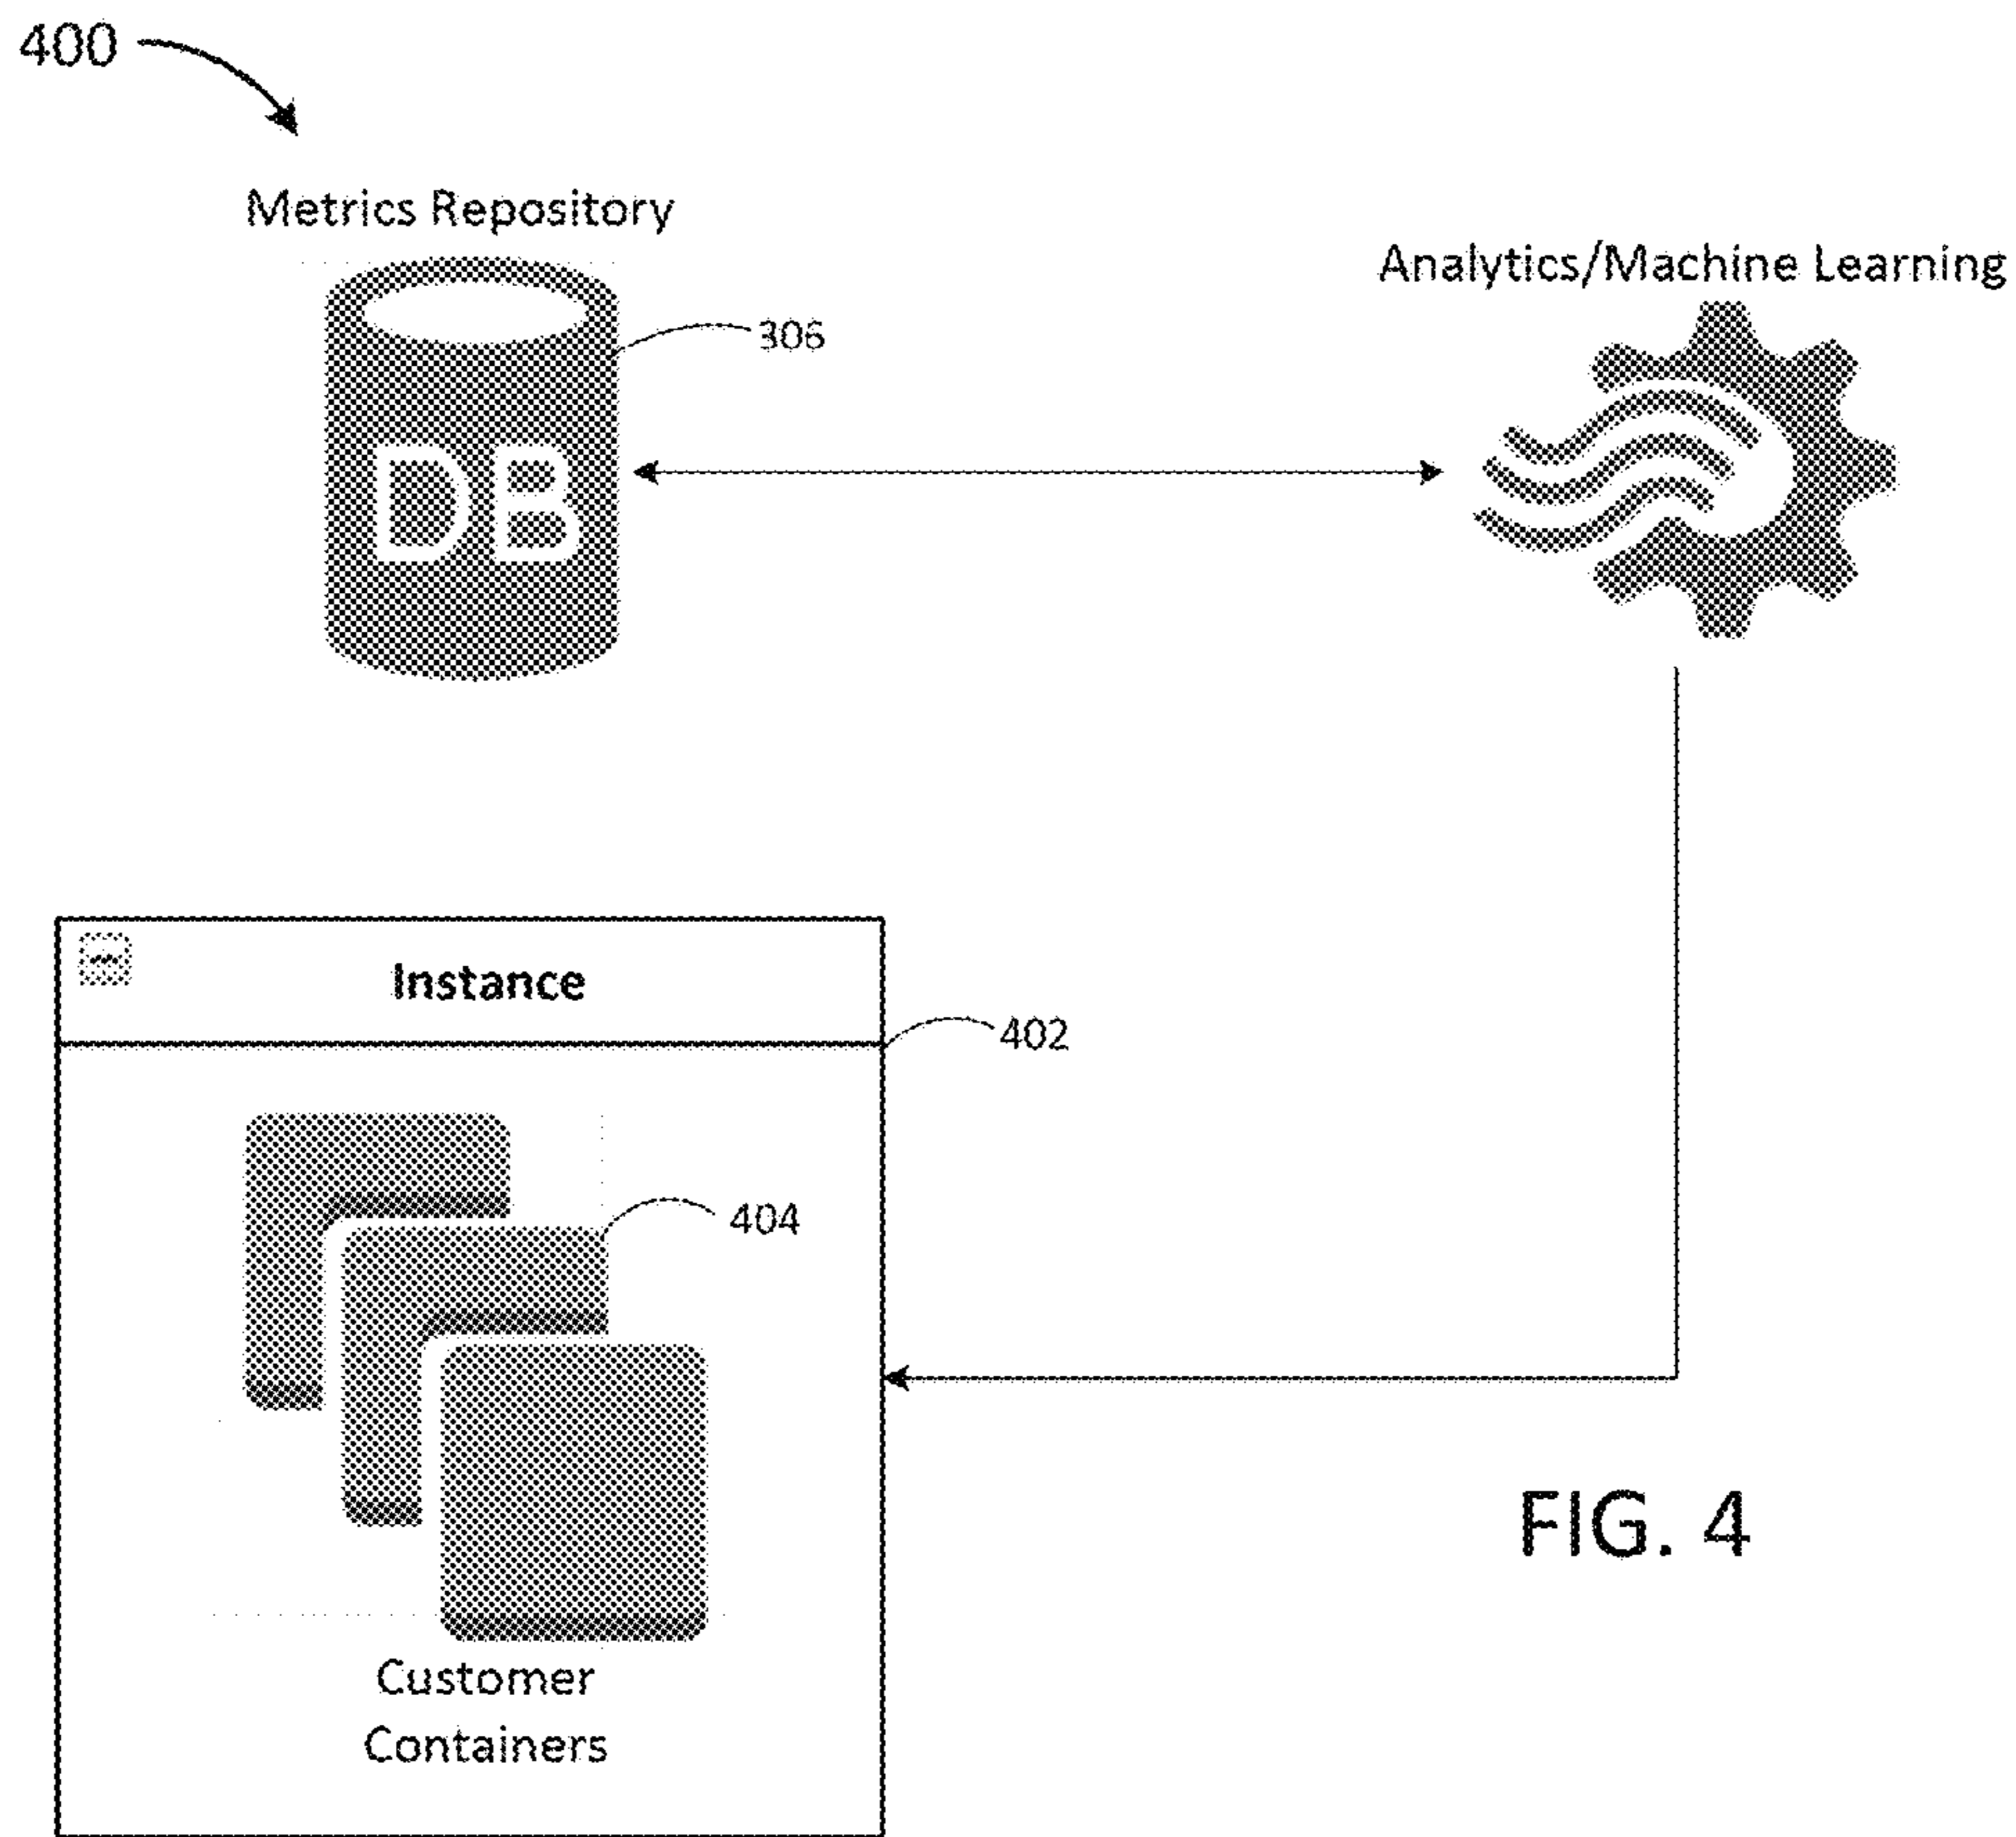 400
Metrics Repository
Analytics/Machine Learning
306
DB
Instance
402
404
Customer
Containers
FIG. 4